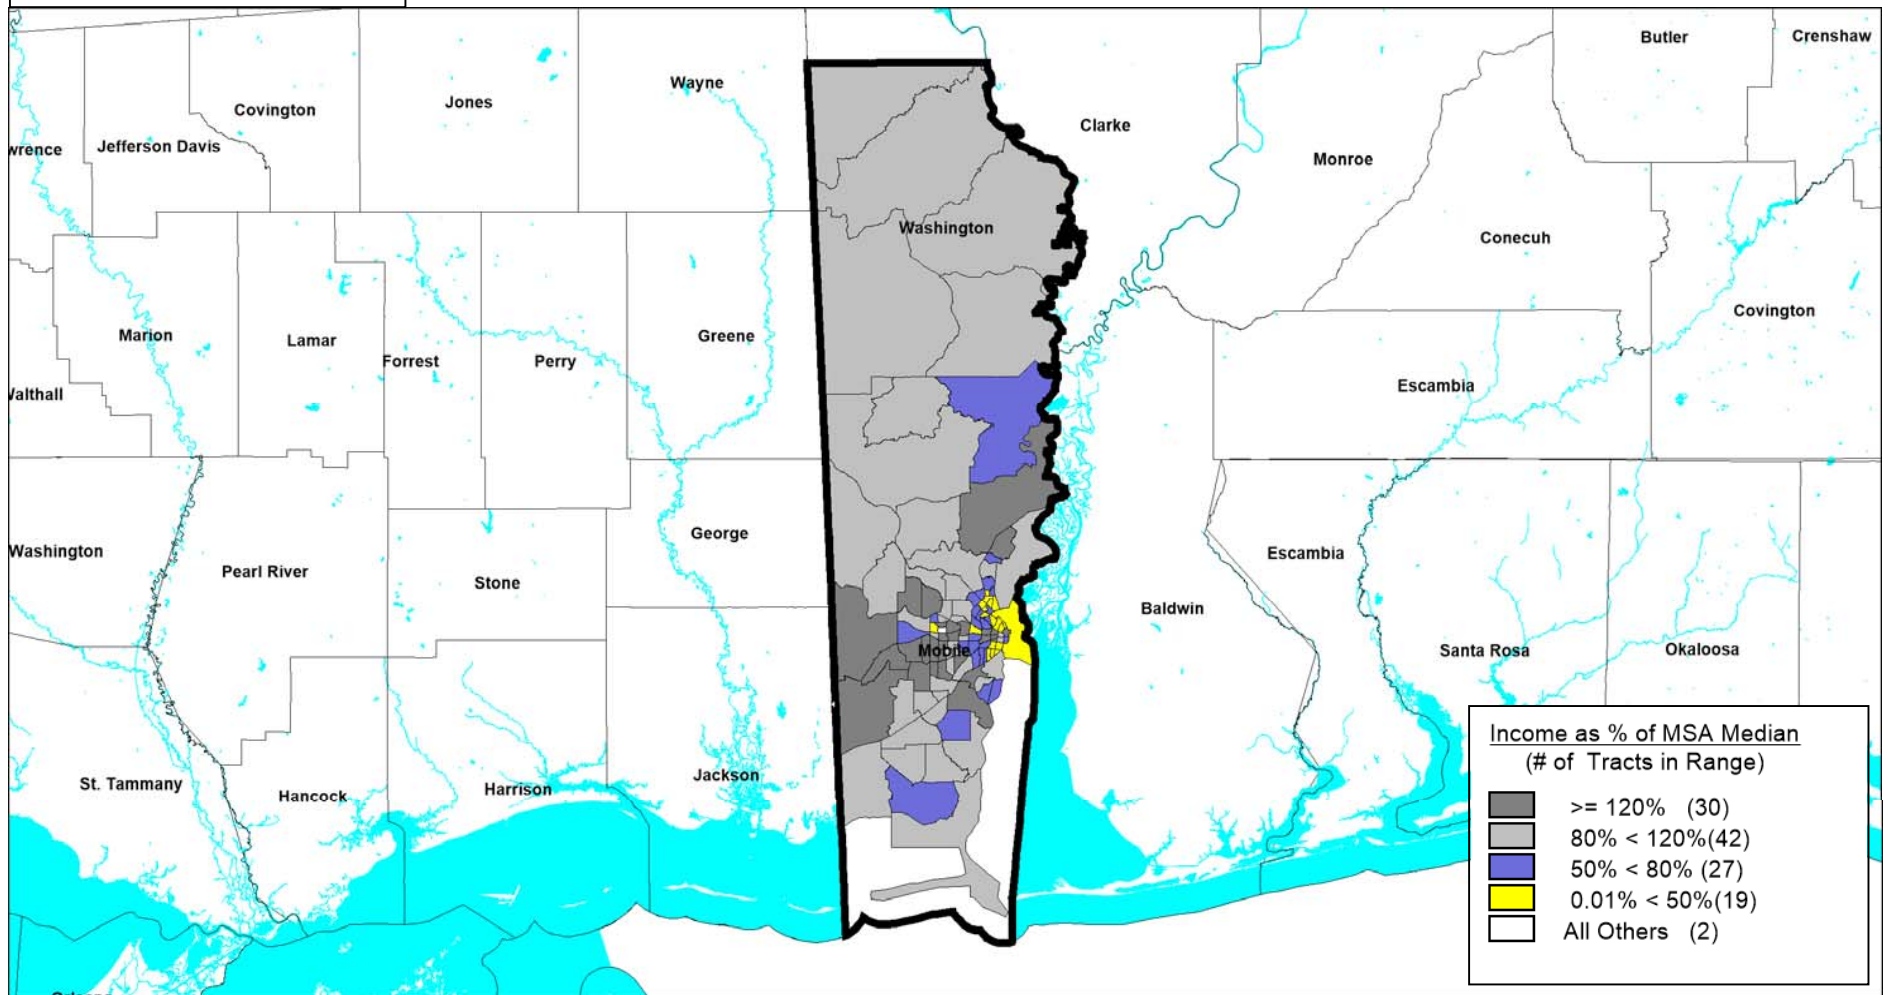 Butler
Crenshaw
Wayne
Jones
Covington
Clarke
Jefferson Davis
wrence
Monroe
Washington
Conecuh
Covington
Marion
Lamar
Greene
Forrest
Perry
Escambia
Valthall
George
Washington
Escambia
Pearl River
Stone
Baldwin
Mobile
Santa Rosa
Okaloosa
St. Tammany
Jackson
Harrison
Hancock
Income as % of MSA Median
(# of Tracts in Range)
>= 120% (30)
80% < 120%(42)
50% < 80% (27)
0.01% < 50%(19)
All Others (2)